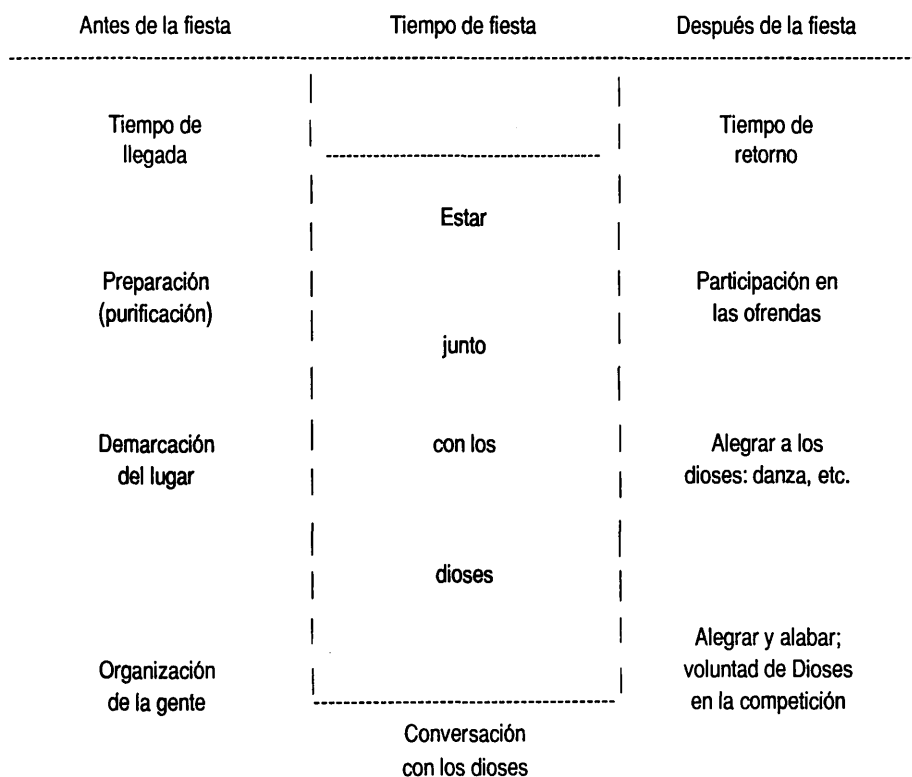 Antes de la fiesta
Tiempo de fiesta
Después de la fiesta
Tiempo de
llegada
Preparación
(purificación)
Demarcación
del lugar
Organización
de la gente
Estar
junto
con los
dioses
Conversación
con los dioses
Tiempo de
retorno
Participación en
las ofrendas
Alegrar a los
dioses: danza, etc.
Alegrar y alabar;
voluntad de Dioses
en la competición